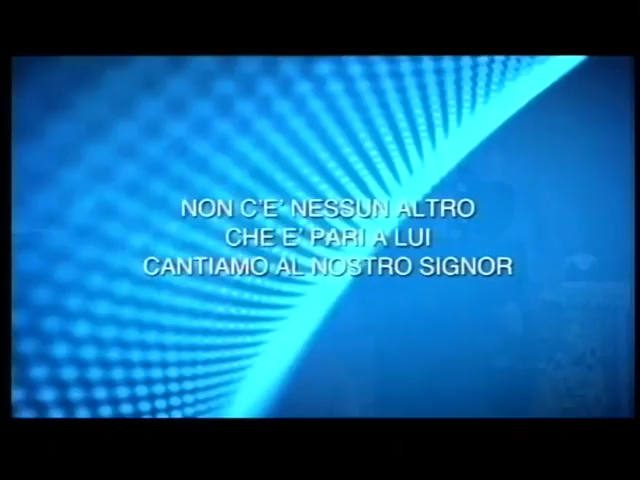 NON C'E' NESSUN ALTRO
CHE E' PARI A LUI
CANTIAMO AL NOSTRO SIGNOR